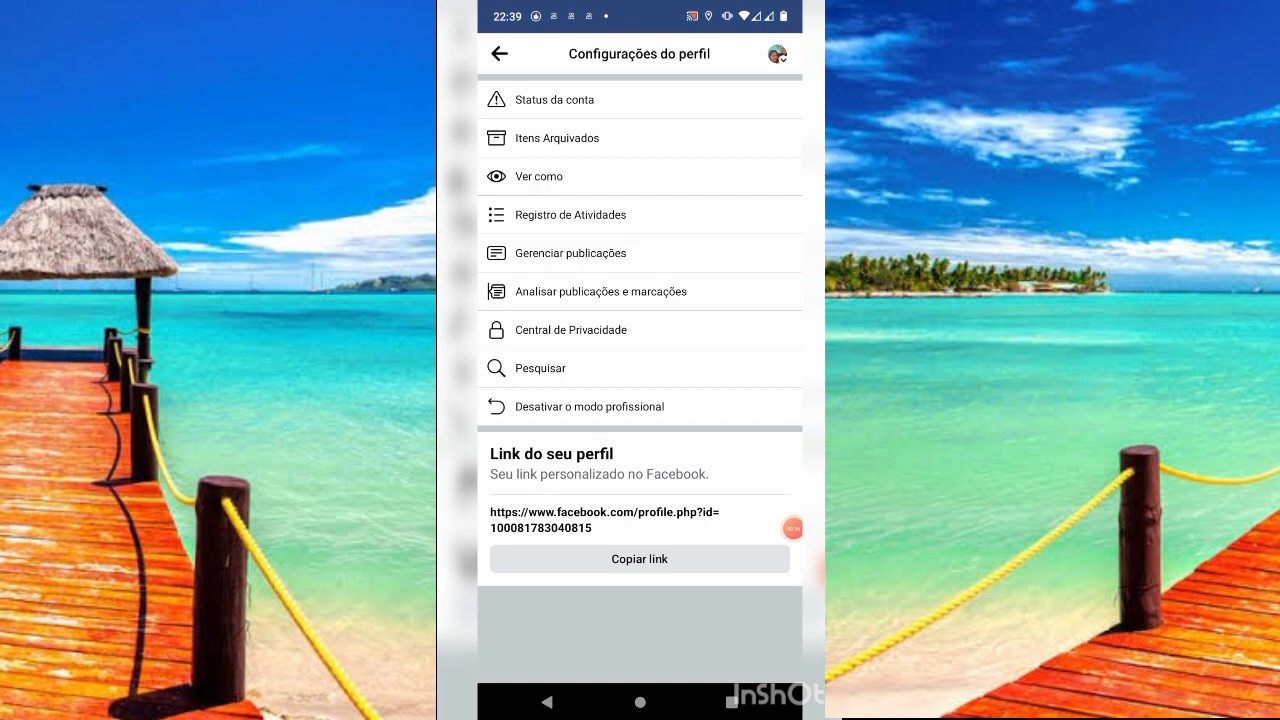 22:39
Configurações do perfil
Status da conta
Itens Arquivados
Ver como
Registro de Atividades
Gerenciar publicações
Analisar publicações e marcações
Central de Privacidade
Pesquisar
Desativar o modo profissional
Link do seu perfil
Seu link personalizado no Facebook.
https://www.facebook.com/profile.php?id=
100081783040815
Copiar link
InShOt